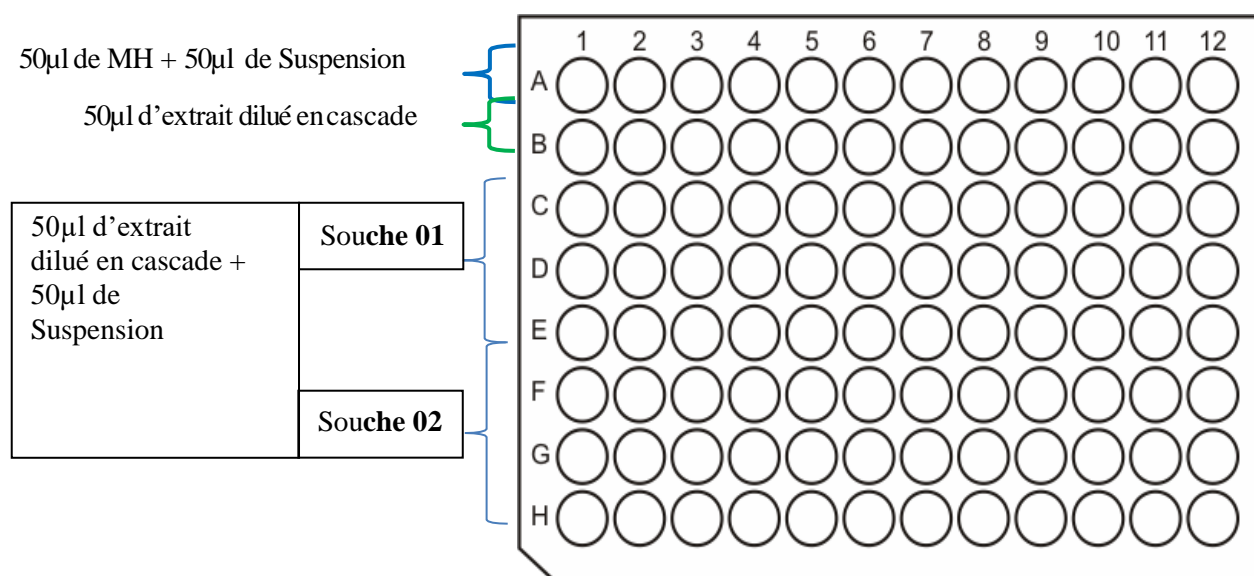 1 2 3 4 5 6 7 8 9 10 11 12
50µl de MH + 50µl de Suspension
A
50µl d'extrait dilué en cascade
B
C
50µl d'extrait
dilué en cascade +
50µl de
Suspension
Souche 01
D
E
F
Souche 02
G
H